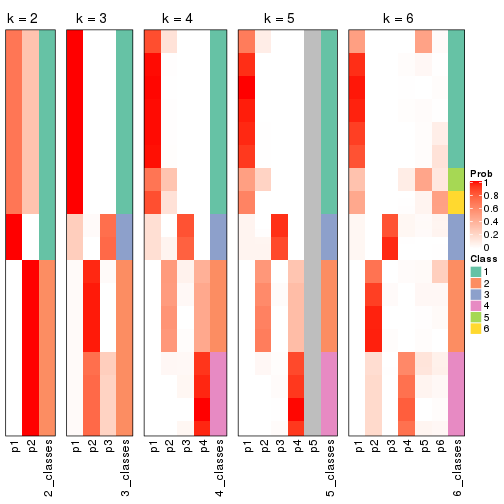 k = 2
k = 3
k = 4
k = 5
k = 6
p1
p2
2_classes
p1
p2
p3
3_classes
p1
p2
p3
p4
4_classes
p1
p2
p3
p4
p5
5_classes
p1
p2
p3
p4
p5
p6
6_classes
Prob
1
0.8
0.6
0.4
0.2
0
Class
1
2
3
4
5
6